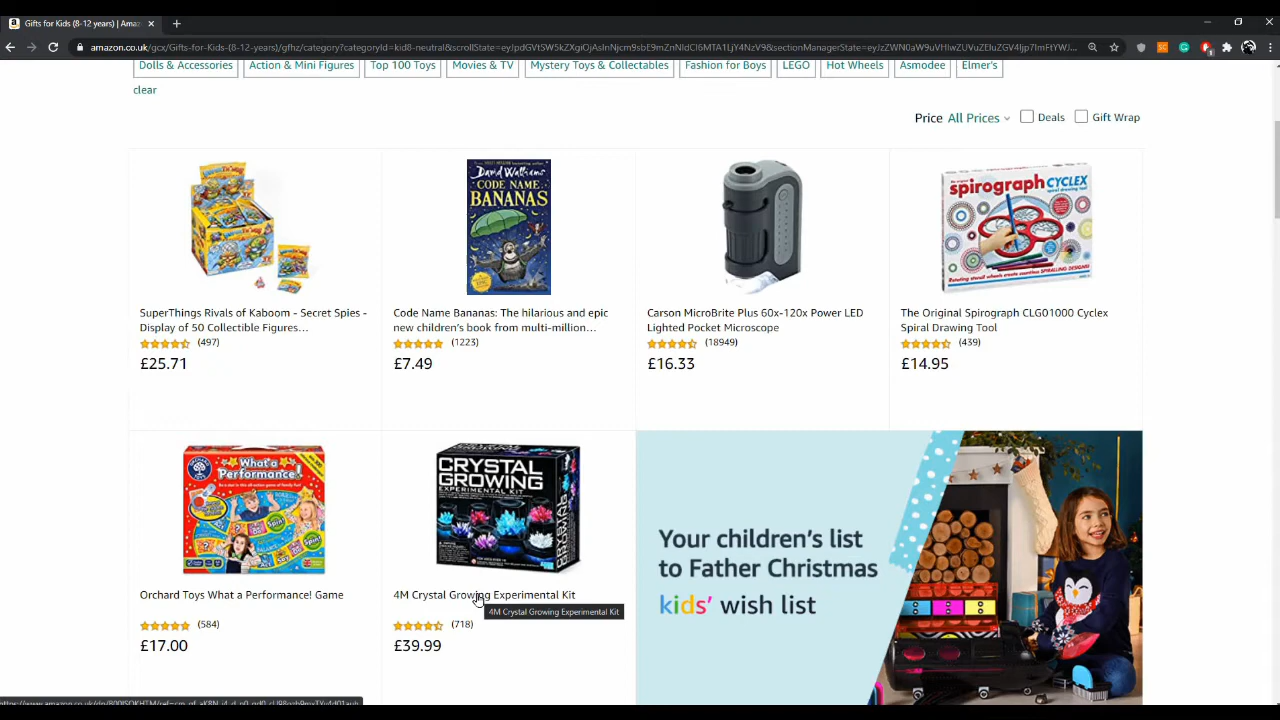 Gifts for Kids (8-12 years) | Amaz
amazon.co.uk/gcx/Gifts-for-Kids-(8-12-years)/gfhz/category?categoryId=kid8-neutral&scrollState=
Dolls & Accessories Action & Mini Figures Top 100 Toys Movies & TV Mystery Toys & Collectables Fashion for Boys LEGO Hot Wheels Asmodee Elmer's
clear
Price All Prices Deals Gift Wrap
David Walliams
CODE NAME
BANANAS
spirograph CYCLEX
SuperThings Rivals of Kaboom - Secret Spies -
Display of 50 Collectible Figures...
(497)
£25.71
Code Name Bananas: The hilarious and epic
new children's book from multi-million...
(1223)
£7.49
Carson MicroBrite Plus 60x-120x Power LED
Lighted Pocket Microscope
(18949)
£16.33
The Original Spirograph CLG01000 Cyclex
Spiral Drawing Tool
(439)
£14.95
What a
Performance!
Spin!
Spin!
CRYSTAL
GROWING
EXPERIMENTAL KIT
Orchard Toys What a Performance! Game
(584)
£17.00
4M Crystal Growing Experimental Kit
4M Crystal Growing Experimental Kit
(718)
£39.99
Your children's list
to Father Christmas
kids' wish list